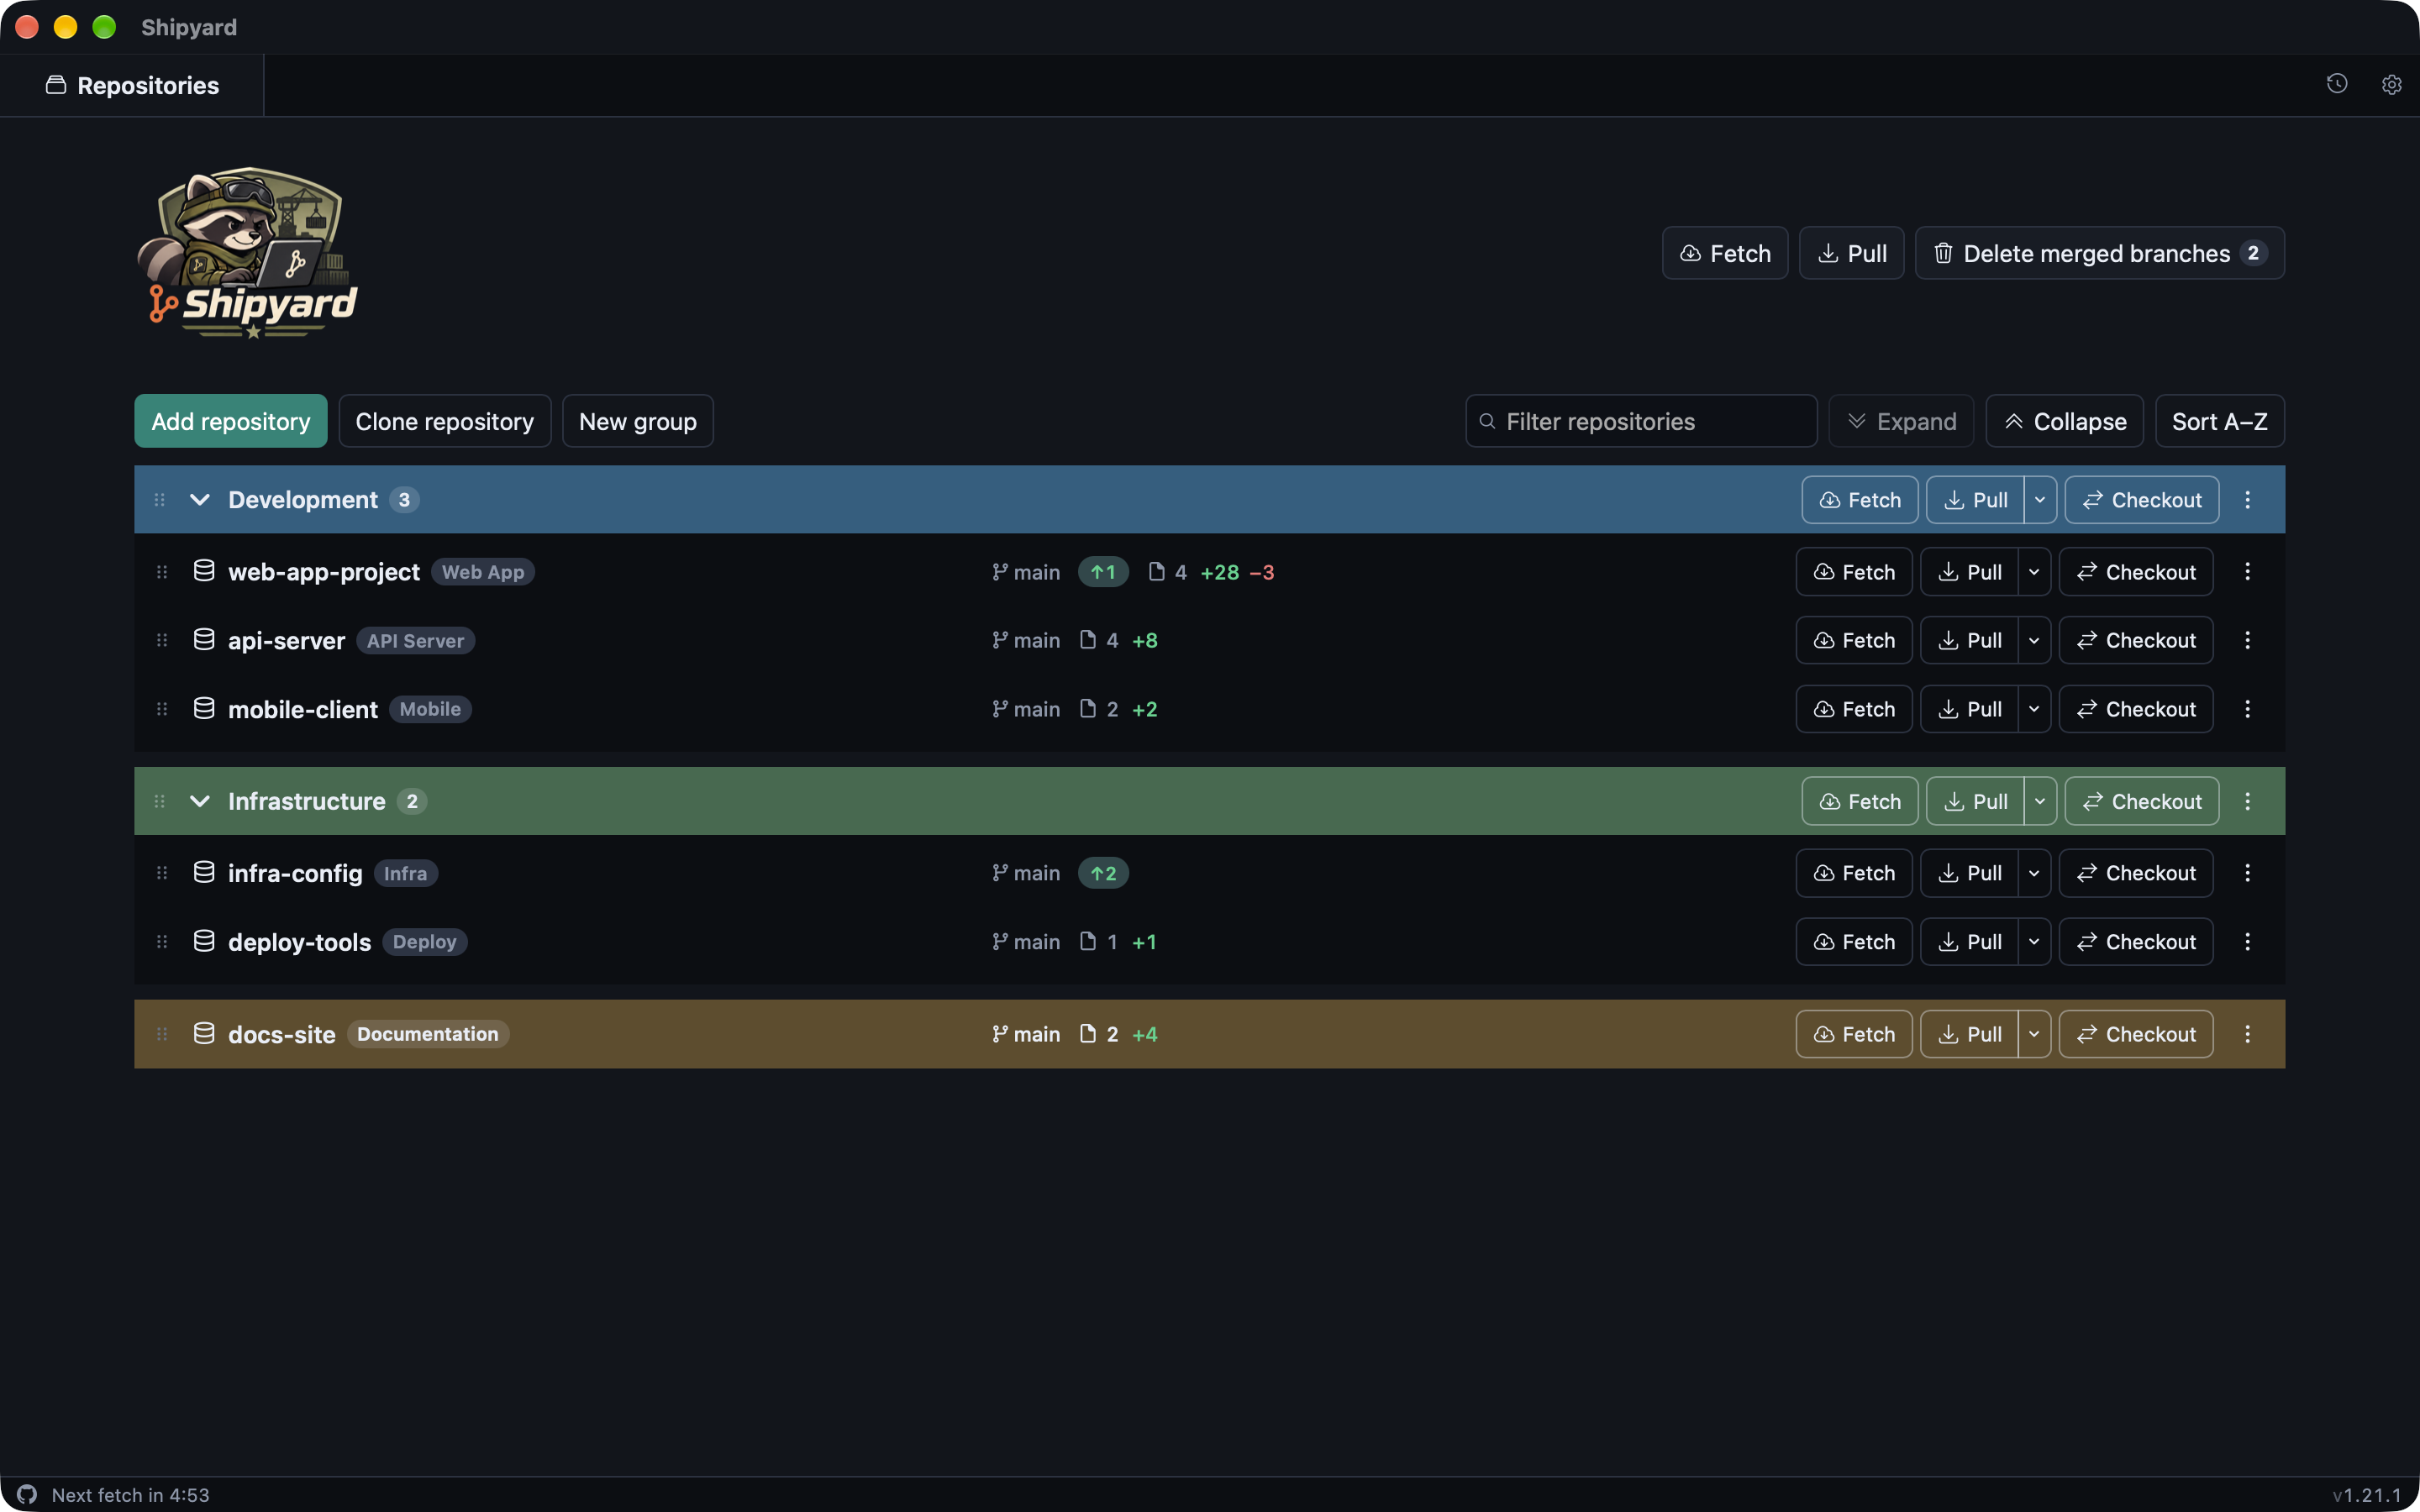 Shipyard
Repositories
Shipyard
Fetch Pull Delete merged branches 2
Add repository Clone repository New group Filter repositories Expand Collapse Sort A–Z
Development 3 Fetch Pull Checkout
web-app-project Web App main ↑1 4 +28 −3 Fetch Pull Checkout
api-server API Server main 4 +8 Fetch Pull Checkout
mobile-client Mobile main 2 +2 Fetch Pull Checkout
Infrastructure 2 Fetch Pull Checkout
infra-config Infra main ↑2 Fetch Pull Checkout
deploy-tools Deploy main 1 +1 Fetch Pull Checkout
docs-site Documentation main 2 +4 Fetch Pull Checkout
Next fetch in 4:53 v1.21.1